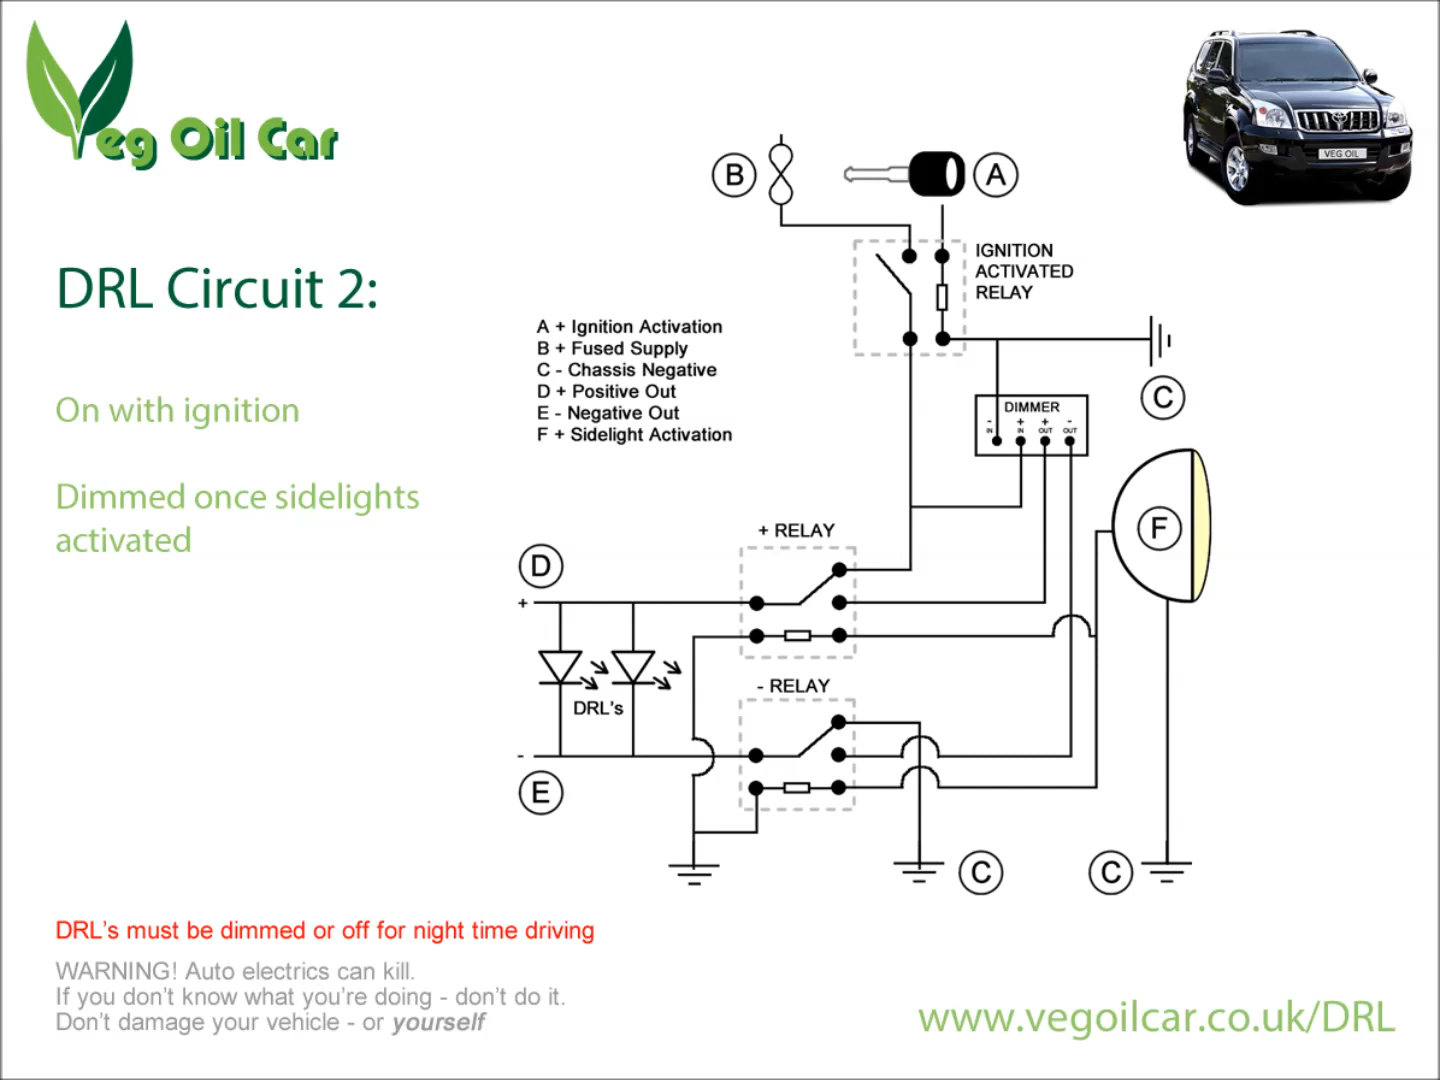 Veg Oil Car
VEG OIL
B
A
IGNITION
ACTIVATED
RELAY
DRL Circuit 2:
A + Ignition Activation
B + Fused Supply
C - Chassis Negative
D + Positive Out
E - Negative Out
F + Sidelight Activation
C
On with ignition
DIMMER
- + + -
IN IN OUT OUT
Dimmed once sidelights
activated
+ RELAY
F
D
+
- RELAY
DRL's
-
E
C
C
DRL's must be dimmed or off for night time driving
WARNING! Auto electrics can kill.
If you don't know what you're doing - don't do it.
Don't damage your vehicle - or yourself
www.vegoilcar.co.uk/DRL